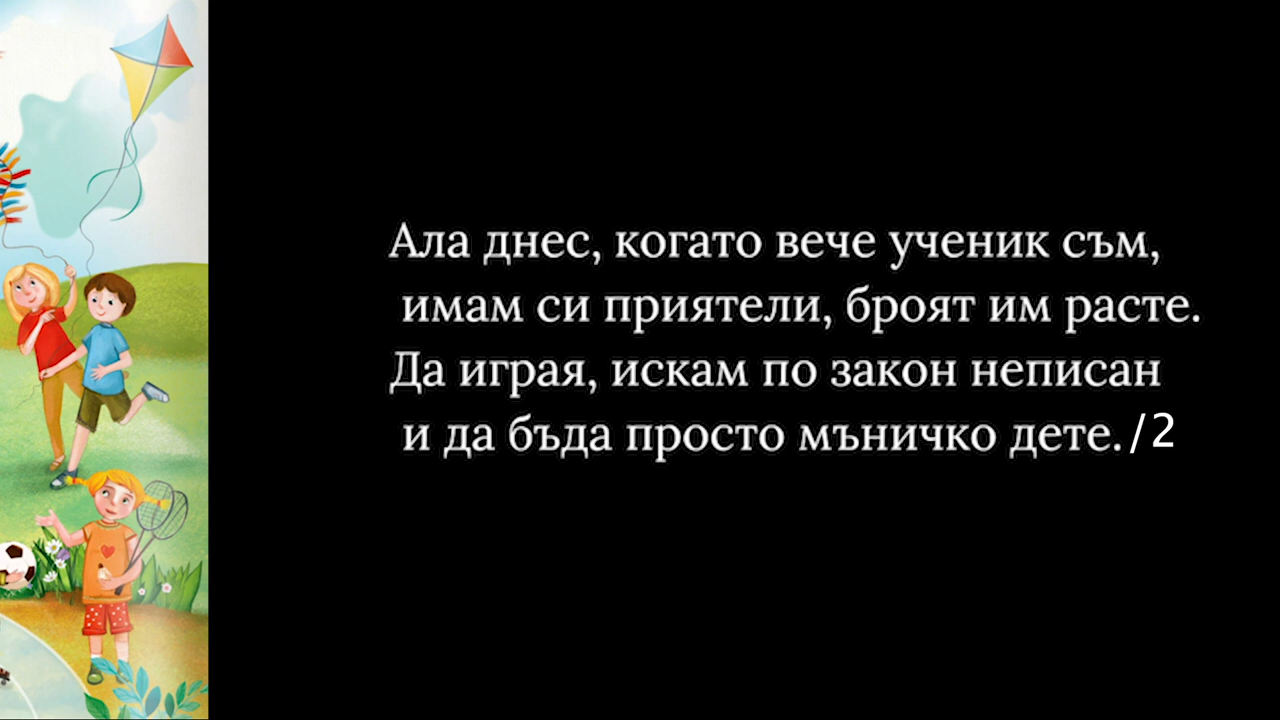 Ала днес, когато вече ученик съм,
имам си приятели, броят им расте.
Да играя, искам по закон неписан
и да бъда просто мъничко дете. /2